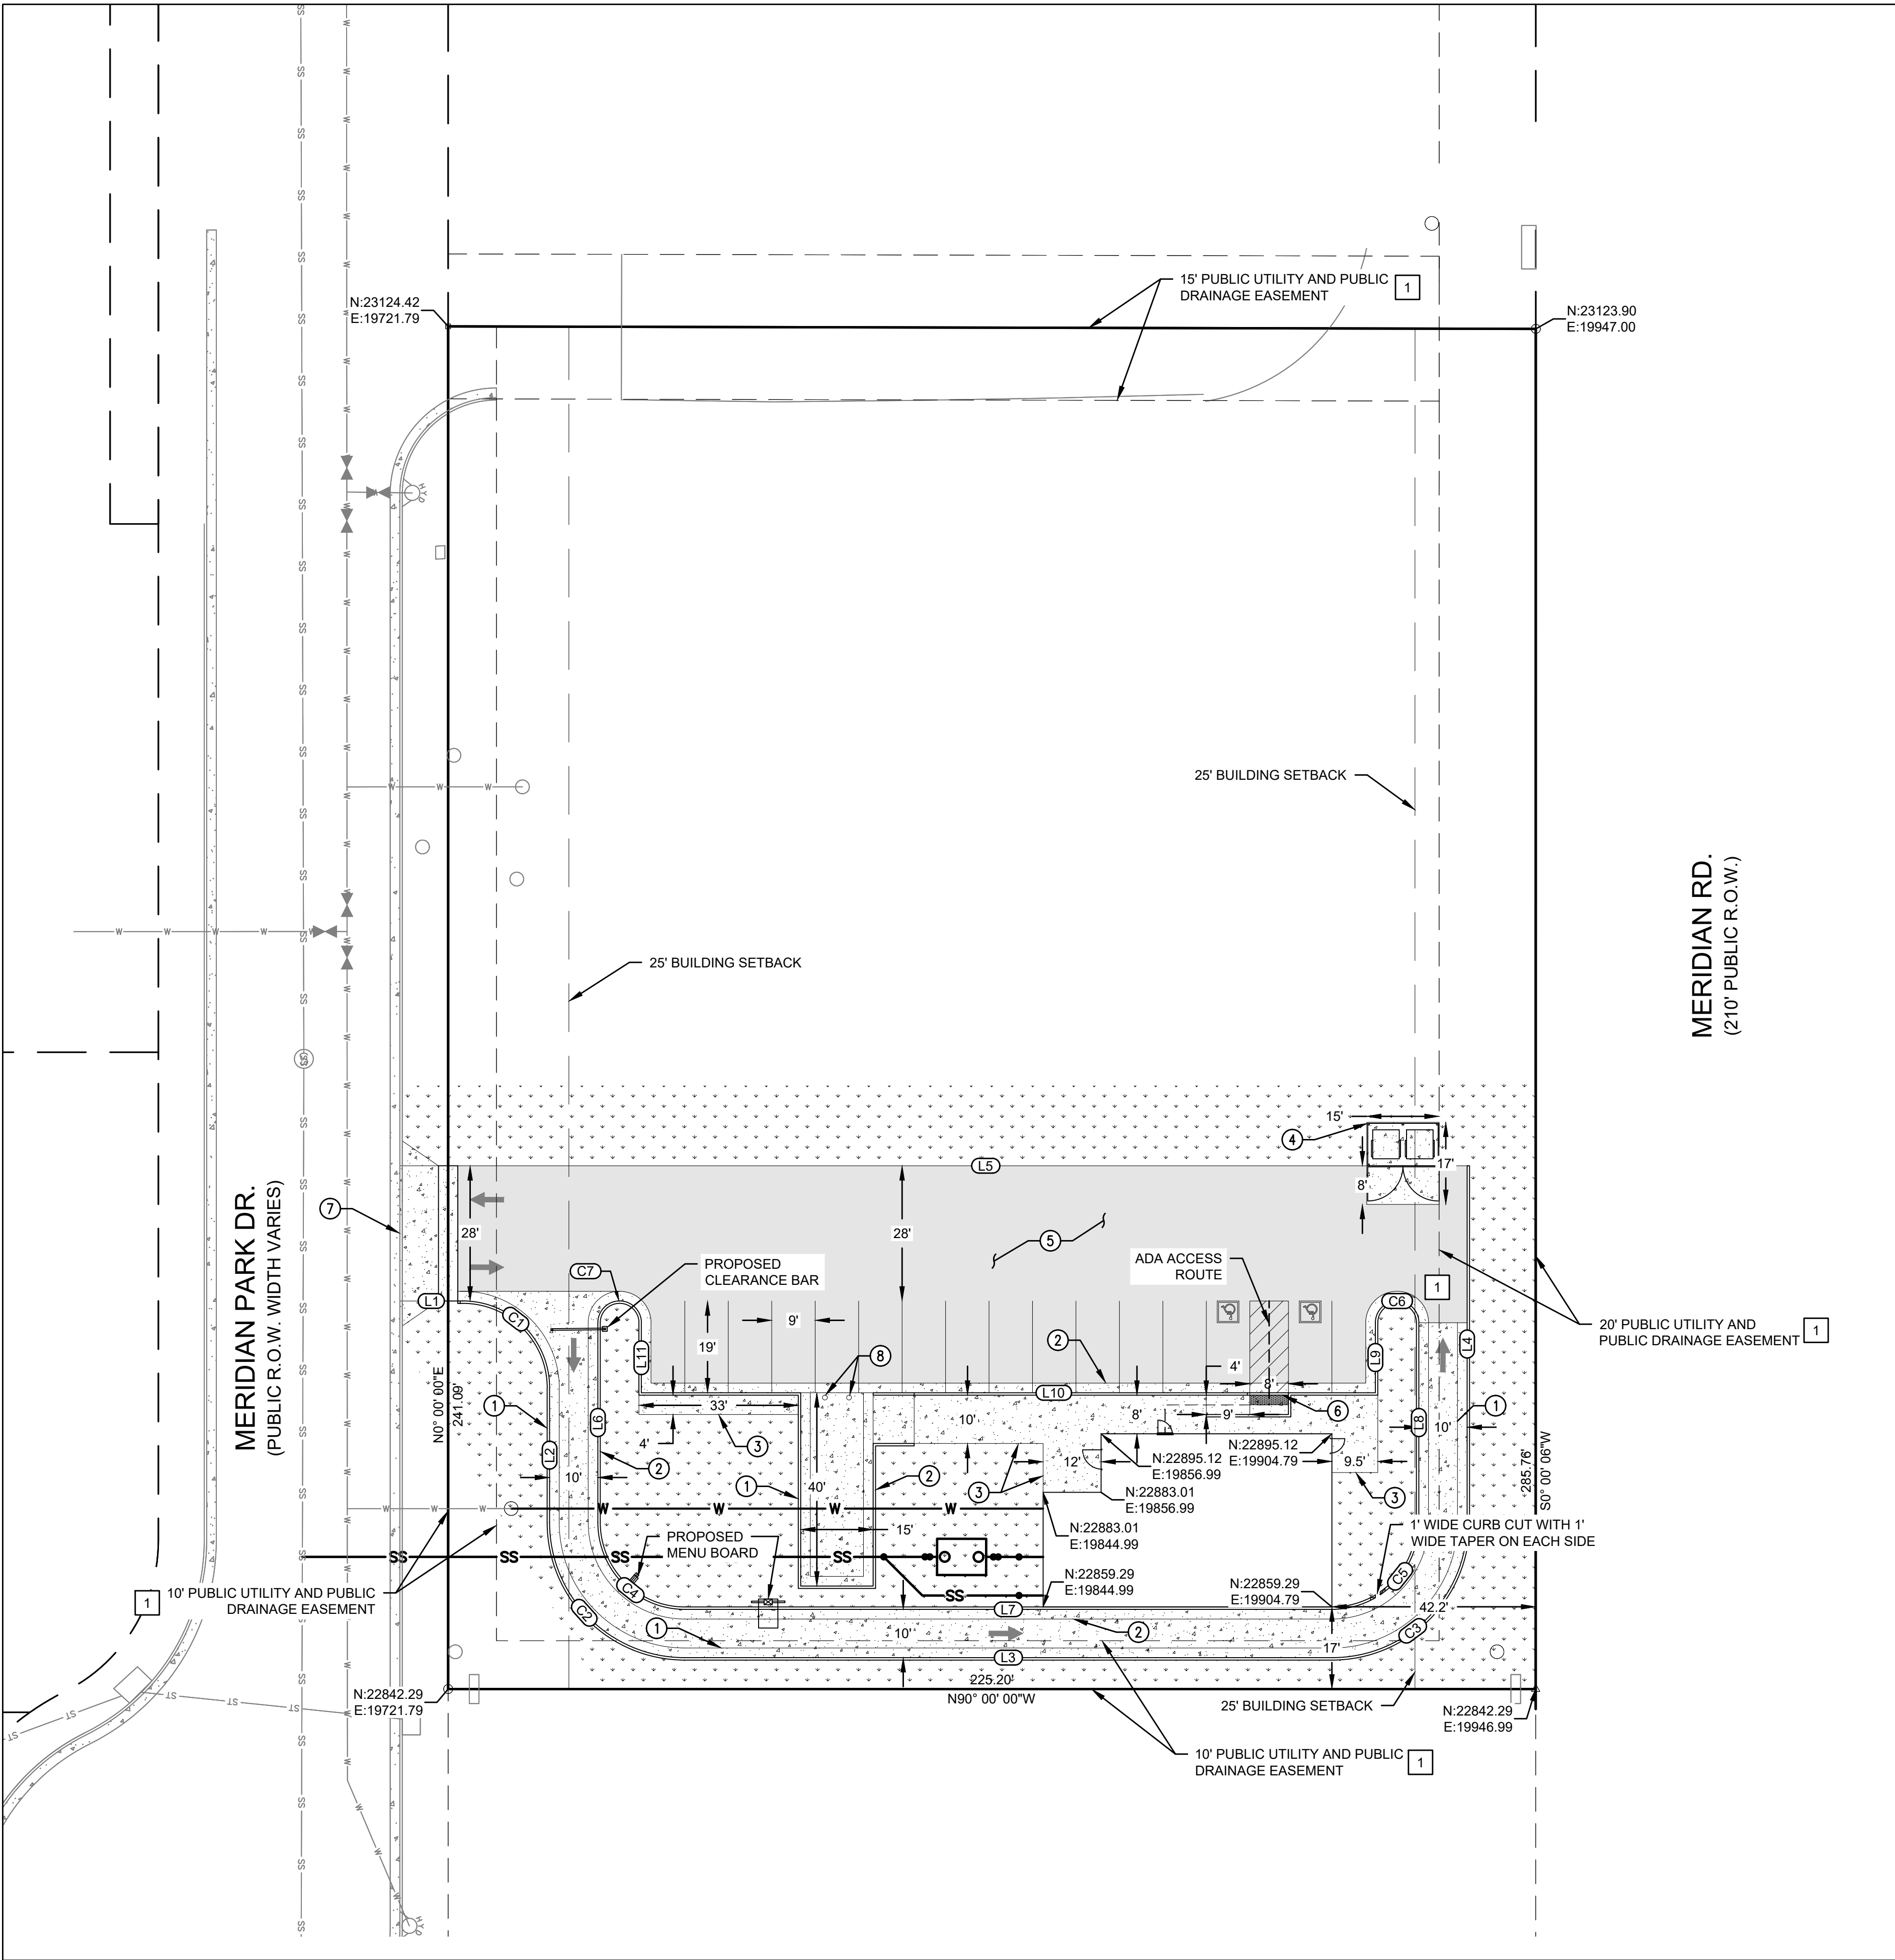 N:23124.42
E:19721.79
15' PUBLIC UTILITY AND PUBLIC
DRAINAGE EASEMENT
1
N:23123.90
E:19947.00
HYD
25' BUILDING SETBACK
25' BUILDING SETBACK
MERIDIAN RD.
(210' PUBLIC R.O.W.)
MERIDIAN PARK DR.
(PUBLIC R.O.W. WIDTH VARIES)
15'
4
17'
8'
L5
7
28'
28'
5
ADA ACCESS
ROUTE
PROPOSED
CLEARANCE BAR
C7
L1
C1
C6
1
20' PUBLIC UTILITY AND
PUBLIC DRAINAGE EASEMENT
1
9'
19'
8
2
L11
L9
L4
4'
8'
N0° 00' 00"E
241.09'
33'
L10
1
L6
4'
3
10'
8'
9'
6
L8
10'
1
L2
10'
2
1
40'
2
12'
3
N:22895.12
E:19856.99
N:22895.12
E:19904.79
9.5'
3
285.76'
S0° 00' 06"W
N:22883.01
E:19856.99
W
W
W
W
W
W
W
15'
N:22883.01
E:19844.99
1' WIDE CURB CUT WITH 1'
WIDE TAPER ON EACH SIDE
PROPOSED
MENU BOARD
SS
SS
SS
SS
SS
C4
C5
N:22859.29
E:19844.99
N:22859.29
E:19904.79
1
10' PUBLIC UTILITY AND PUBLIC
DRAINAGE EASEMENT
C2
L7
42.2'
C3
1
10'
2
17'
L3
225.20'
N90° 00' 00"W
N:22842.29
E:19721.79
25' BUILDING SETBACK
N:22842.29
E:19946.99
10' PUBLIC UTILITY AND PUBLIC
DRAINAGE EASEMENT
1
ST
ST
ST
ST
ST
HYD